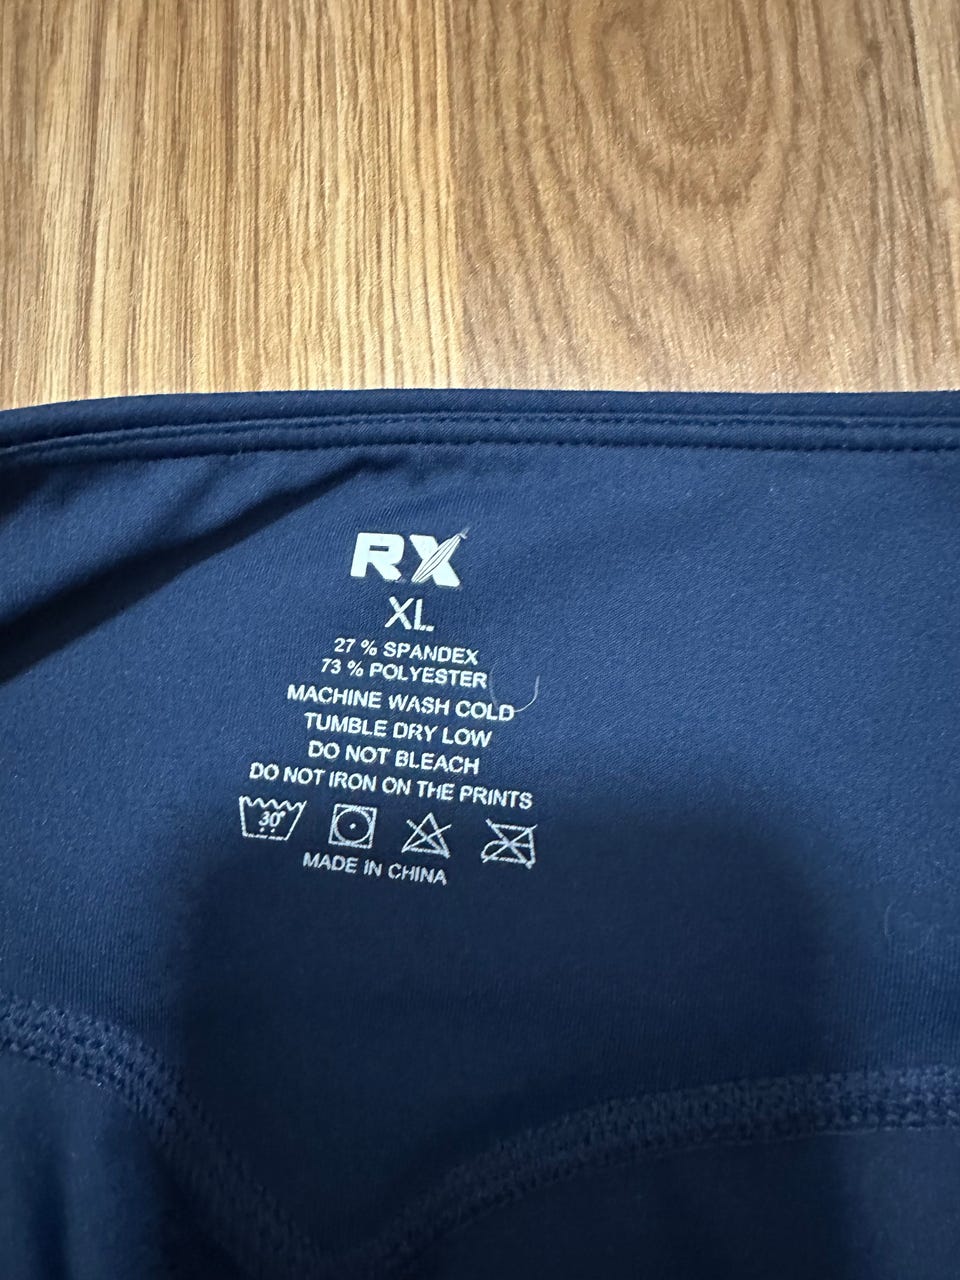 RX
XL
27 % SPANDEX
73 % POLYESTER
MACHINE WASH COLD
TUMBLE DRY LOW
DO NOT BLEACH
DO NOT IRON ON THE PRINTS
30°
MADE IN CHINA